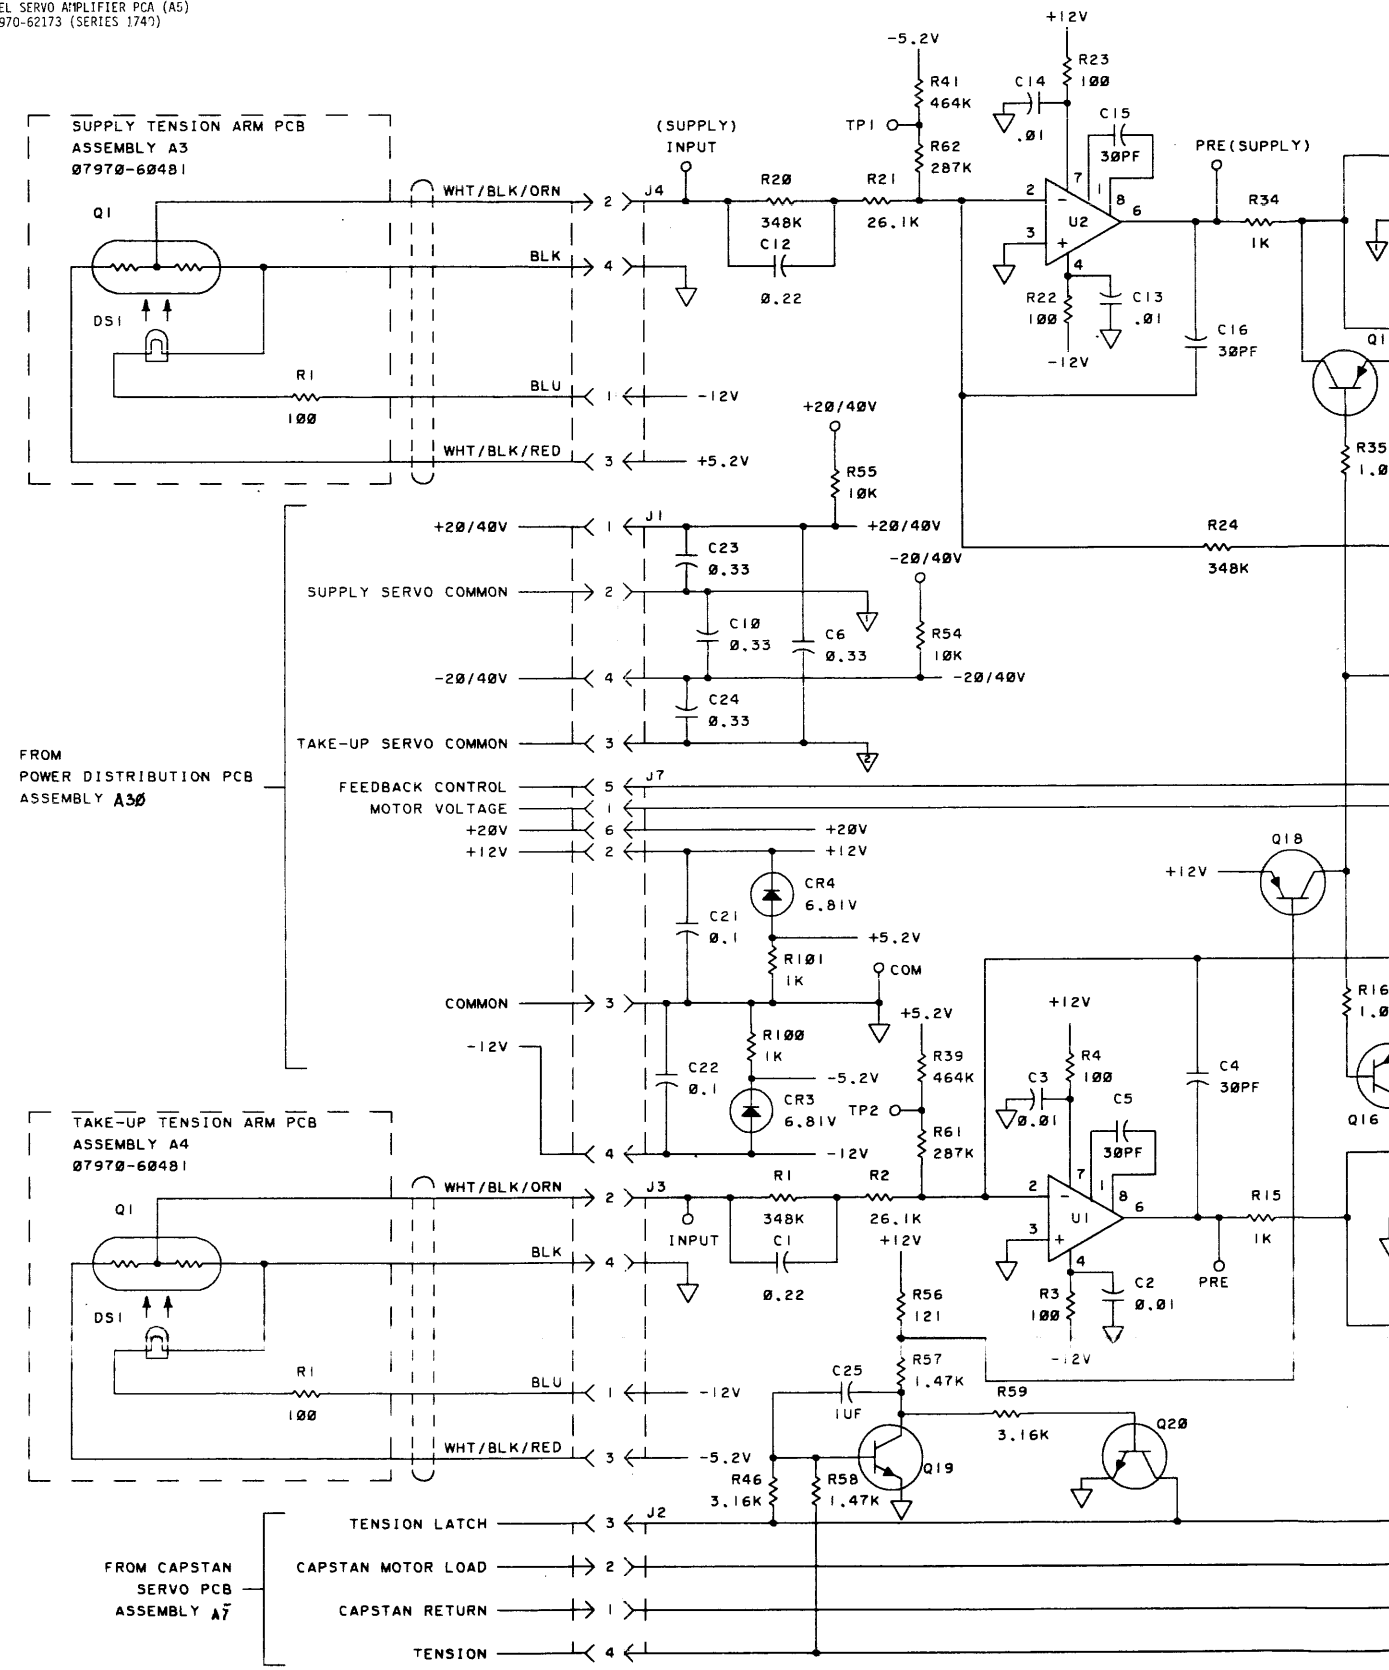 EL SERVO AMPLIFIER PCA (A5)
970-62173 (SERIES 1740)
SUPPLY TENSION ARM PCB
ASSEMBLY A3
07970-60481
Q1
DS1
R1
100
WHT/BLK/ORN
BLK
BLU
WHT/BLK/RED
2
4
1
3
J4
-12V
+5.2V
(SUPPLY)
INPUT
R20
348K
C12
0.22
R21
26.1K
-5.2V
R41
464K
TP1
R62
287K
+12V
R23
100
C14
.01
C15
30PF
2
3
7
1
8
6
4
-
+
U2
R22
100
-12V
C13
.01
PRE(SUPPLY)
R34
1K
C16
30PF
1
Q1
R35
1.0
R24
348K
+20/40V
R55
10K
+20/40V
1
J1
+20/40V
C23
0.33
-20/40V
SUPPLY SERVO COMMON
2
1
C10
0.33
C6
0.33
R54
10K
-20/40V
4
-20/40V
C24
0.33
TAKE-UP SERVO COMMON
3
2
FROM
POWER DISTRIBUTION PCB
ASSEMBLY A30
FEEDBACK CONTROL
5
J7
MOTOR VOLTAGE
1
+20V
6
+20V
+12V
2
+12V
CR4
6.81V
C21
0.1
+5.2V
R101
1K
COM
COMMON
3
-12V
R100
1K
C22
0.1
-5.2V
CR3
6.81V
4
-12V
Q18
+12V
+5.2V
R39
464K
TP2
R61
287K
+12V
R4
100
C3
0.01
C5
30PF
C4
30PF
R16
1.0
Q16
TAKE-UP TENSION ARM PCB
ASSEMBLY A4
07970-60481
Q1
DS1
R1
100
WHT/BLK/ORN
BLK
BLU
WHT/BLK/RED
2
4
1
3
J3
-12V
-5.2V
INPUT
R1
348K
C1
0.22
R2
26.1K
2
3
7
1
8
6
4
-
+
U1
R3
100
-12V
C2
0.01
PRE
R15
1K
+12V
R56
121
R57
1.47K
C25
1UF
R59
3.16K
Q20
Q19
R46
3.16K
R58
1.47K
FROM CAPSTAN
SERVO PCB
ASSEMBLY A7
TENSION LATCH
3
J2
CAPSTAN MOTOR LOAD
2
CAPSTAN RETURN
1
TENSION
4